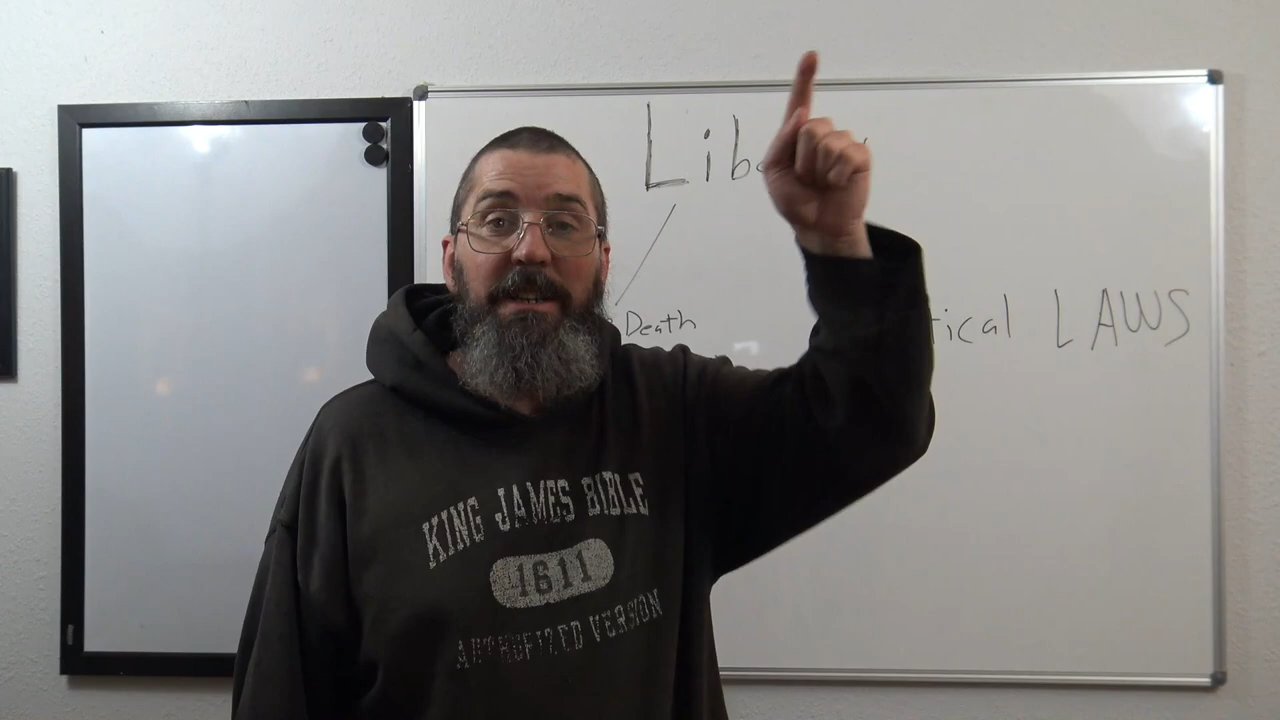 Lib
Death
tical LAWS
KING JAMES BIBLE
1611
AUTHORIZED VERSION